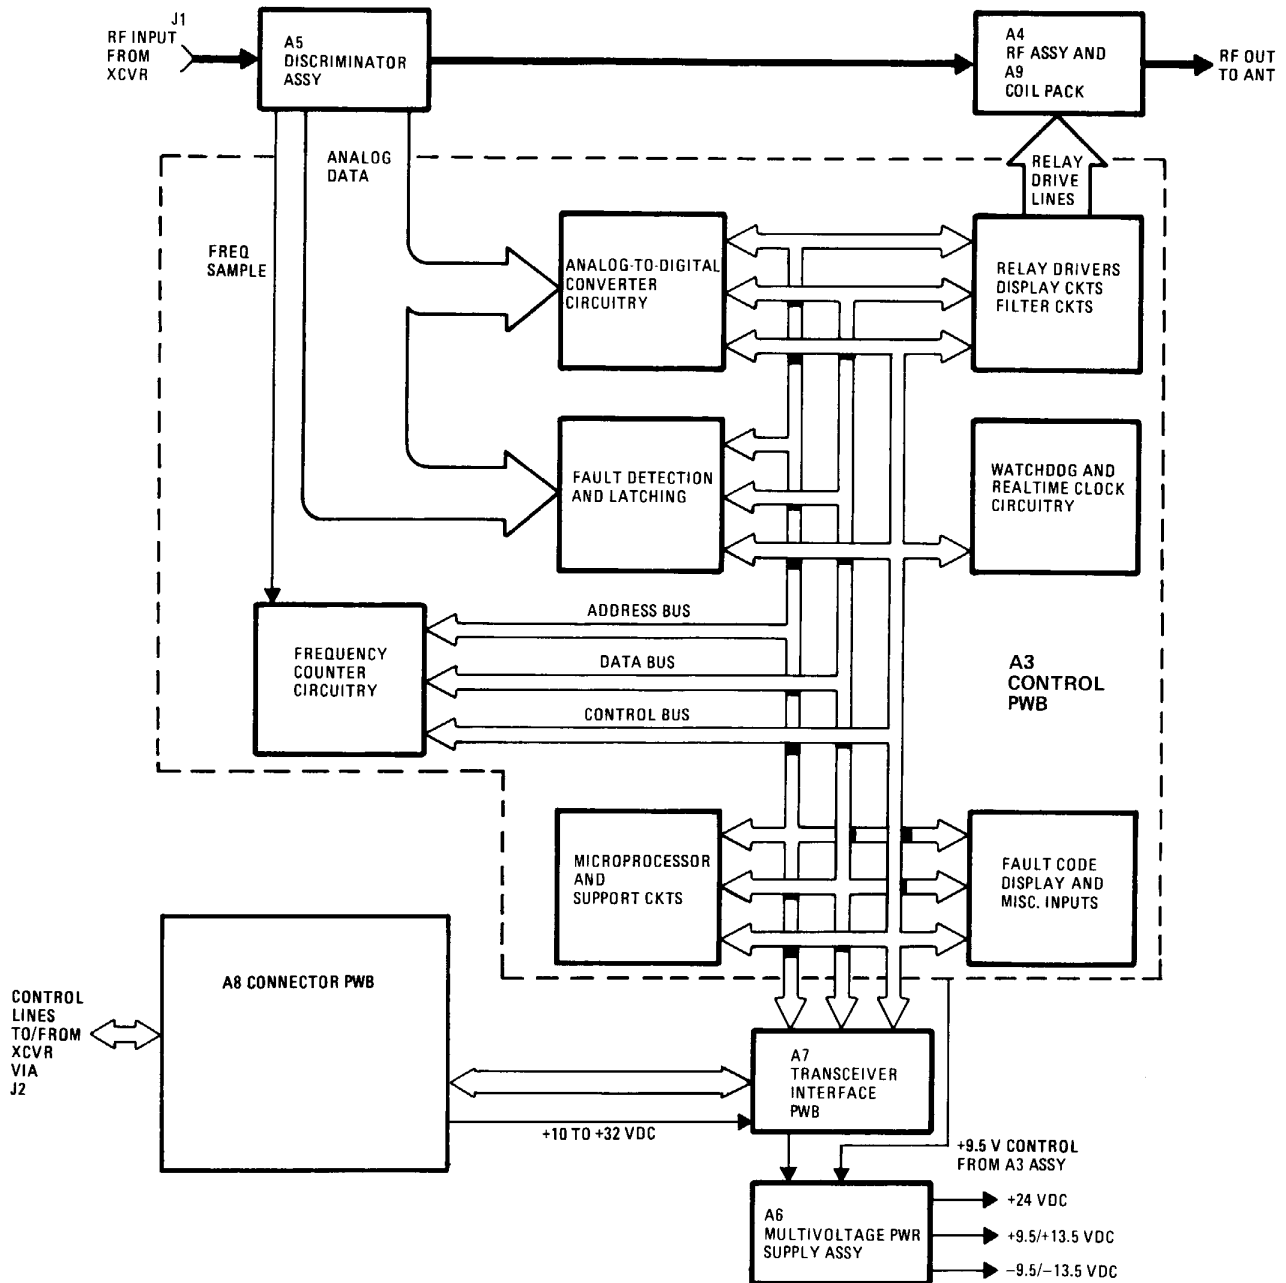 J1
RF INPUT
FROM
XCVR
A5
DISCRIMINATOR
ASSY
A4
RF ASSY AND
A9
COIL PACK
RF OUT
TO ANT
ANALOG
DATA
RELAY
DRIVE
LINES
FREQ
SAMPLE
ANALOG-TO-DIGITAL
CONVERTER
CIRCUITRY
RELAY DRIVERS
DISPLAY CKTS
FILTER CKTS
FAULT DETECTION
AND LATCHING
WATCHDOG AND
REALTIME CLOCK
CIRCUITRY
FREQUENCY
COUNTER
CIRCUITRY
ADDRESS BUS
DATA BUS
CONTROL BUS
A3
CONTROL
PWB
MICROPROCESSOR
AND
SUPPORT CKTS
FAULT CODE
DISPLAY AND
MISC. INPUTS
A8 CONNECTOR PWB
CONTROL
LINES
TO/FROM
XCVR
VIA
J2
A7
TRANSCEIVER
INTERFACE
PWB
+10 TO +32 VDC
+9.5 V CONTROL
FROM A3 ASSY
A6
MULTIVOLTAGE PWR
SUPPLY ASSY
+24 VDC
+9.5/+13.5 VDC
−9.5/−13.5 VDC